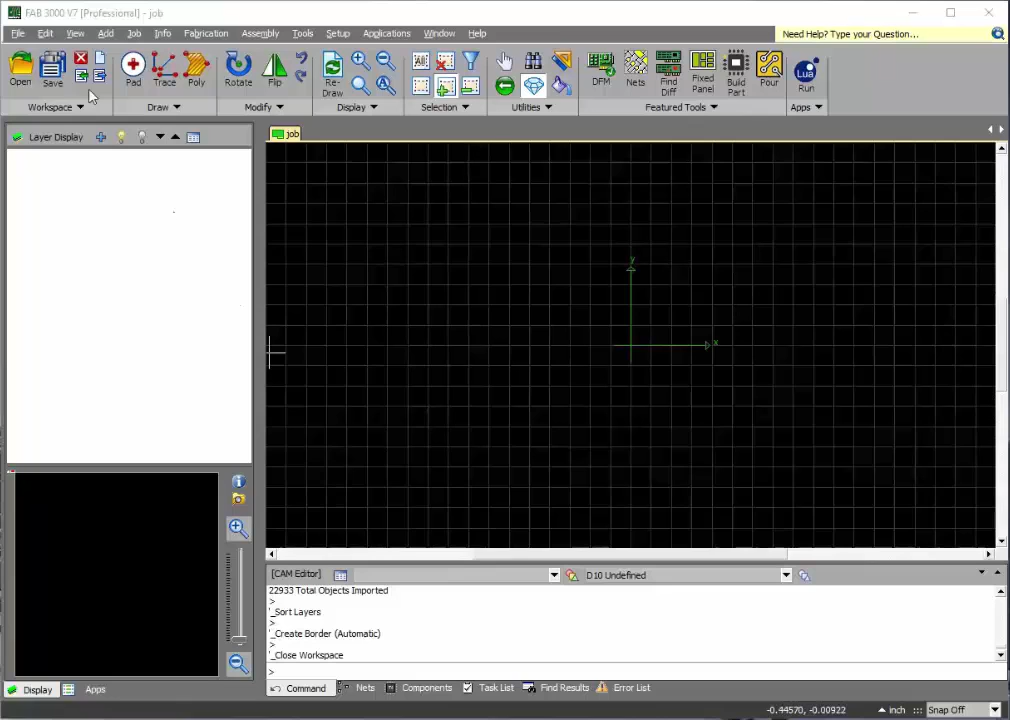 FAB 3000 V7 [Professional] - job
File Edit View Add Job Info Fabrication Assembly Tools Setup Applications Window Help
Need Help? Type your Question...
Open Save Pad Trace Poly Rotate Flip Re-Draw DFM Nets Find Diff Fixed Panel Build Part Pour Lua Run
Workspace Draw Modify Display Selection Utilities Featured Tools Apps
Layer Display
job
y
x
[CAM Editor] D10 Undefined
22933 Total Objects Imported
>
'_Sort Layers
>
'_Create Border (Automatic)
>
'_Close Workspace
>
Display Apps
Command Nets Components Task List Find Results Error List
-0.44570, -0.00922 inch Snap Off